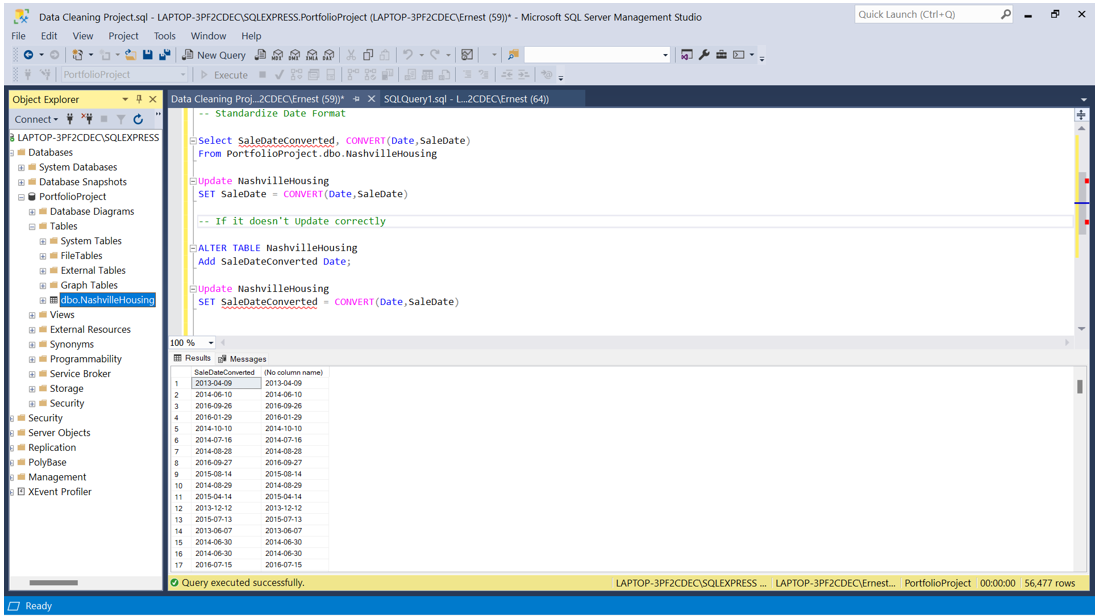 Data Cleaning Project.sql - LAPTOP-3PF2CDEC\SQLEXPRESS.PortfolioProject (LAPTOP-3PF2CDEC\Ernest (59))* - Microsoft SQL Server Management Studio
Quick Launch (Ctrl+Q)
File Edit View Project Tools Window Help
New Query
PortfolioProject
Execute
Object Explorer
Data Cleaning Proj...2CDEC\Ernest (59))*
SQLQuery1.sql - L...2CDEC\Ernest (64))
Connect
LAPTOP-3PF2CDEC\SQLEXPRESS
Databases
System Databases
Database Snapshots
PortfolioProject
Database Diagrams
Tables
System Tables
FileTables
External Tables
Graph Tables
dbo.NashvilleHousing
Views
External Resources
Synonyms
Programmability
Service Broker
Storage
Security
Security
Server Objects
Replication
PolyBase
Management
XEvent Profiler
-- Standardize Date Format
Select SaleDateConverted, CONVERT(Date,SaleDate)
From PortfolioProject.dbo.NashvilleHousing
Update NashvilleHousing
SET SaleDate = CONVERT(Date,SaleDate)
-- If it doesn't Update correctly
ALTER TABLE NashvilleHousing
Add SaleDateConverted Date;
Update NashvilleHousing
SET SaleDateConverted = CONVERT(Date,SaleDate)
100 %
Results Messages
SaleDateConverted (No column name)
1 2013-04-09 2013-04-09
2 2014-06-10 2014-06-10
3 2016-09-26 2016-09-26
4 2016-01-29 2016-01-29
5 2014-10-10 2014-10-10
6 2014-07-16 2014-07-16
7 2014-08-28 2014-08-28
8 2016-09-27 2016-09-27
9 2015-08-14 2015-08-14
10 2014-08-29 2014-08-29
11 2015-04-14 2015-04-14
12 2013-12-12 2013-12-12
13 2015-07-13 2015-07-13
14 2013-06-07 2013-06-07
15 2014-06-30 2014-06-30
16 2014-06-30 2014-06-30
17 2016-07-15 2016-07-15
Query executed successfully.
LAPTOP-3PF2CDEC\SQLEXPRESS ... LAPTOP-3PF2CDEC\Ernest... PortfolioProject 00:00:00 56,477 rows
Ready